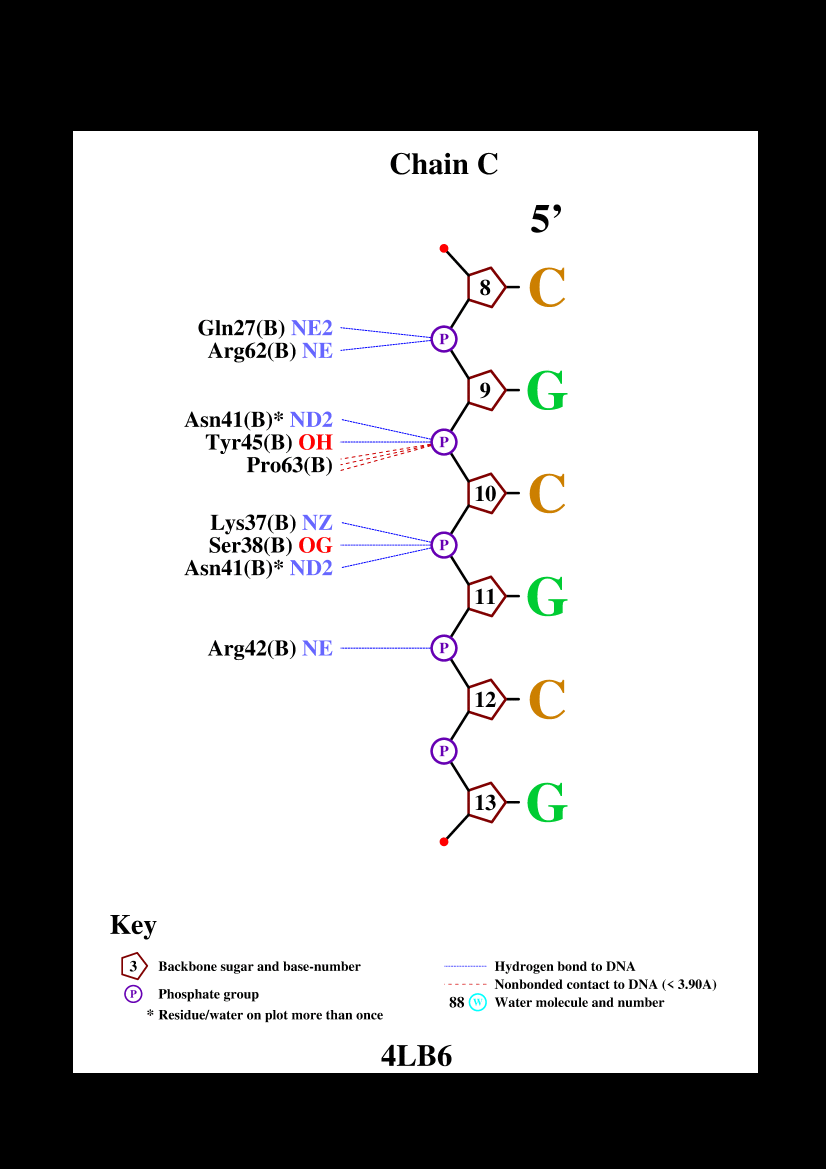 Chain C
5’
8 C
Gln27(B) NE2
P
Arg62(B) NE
9 G
Asn41(B)* ND2
Tyr45(B) OH P
Pro63(B)
10 C
Lys37(B) NZ
Ser38(B) OG P
Asn41(B)* ND2
11 G
Arg42(B) NE P
12 C
P
13 G
Key
3 Backbone sugar and base-number
P Phosphate group
* Residue/water on plot more than once
Hydrogen bond to DNA
Nonbonded contact to DNA (< 3.90A)
88 W Water molecule and number
4LB6